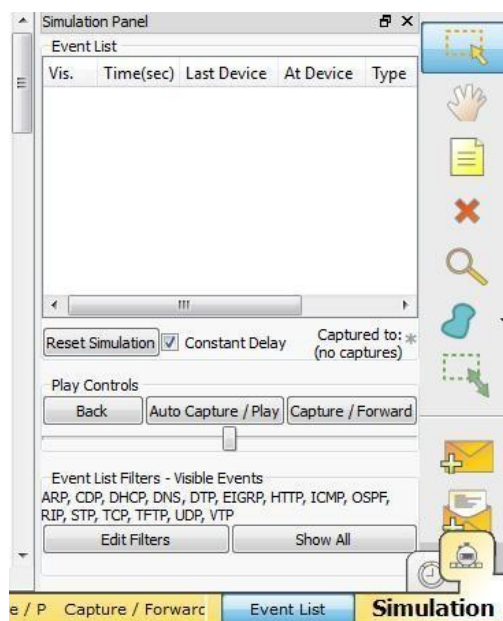 Simulation Panel
Event List
Vis. Time(sec) Last Device At Device Type
Reset Simulation Constant Delay Captured to: *
(no captures)
Play Controls
Back Auto Capture / Play Capture / Forward
Event List Filters - Visible Events
ARP, CDP, DHCP, DNS, DTP, EIGRP, HTTP, ICMP, OSPF,
RIP, STP, TCP, TFTP, UDP, VTP
Edit Filters Show All
e / P Capture / Forward Event List Simulation